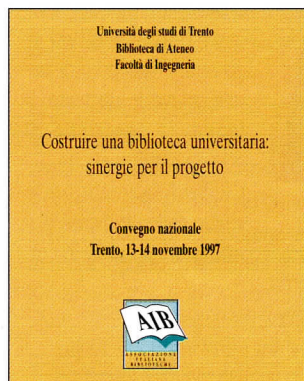 Università degli studi di Trento
Biblioteca di Ateneo
Facoltà di Ingegneria
Costruire una biblioteca universitaria:
sinergie per il progetto
Convegno nazionale
Trento, 13-14 novembre 1997
AIB
ASSOCIAZIONE
ITALIANA
BIBLIOTECHE